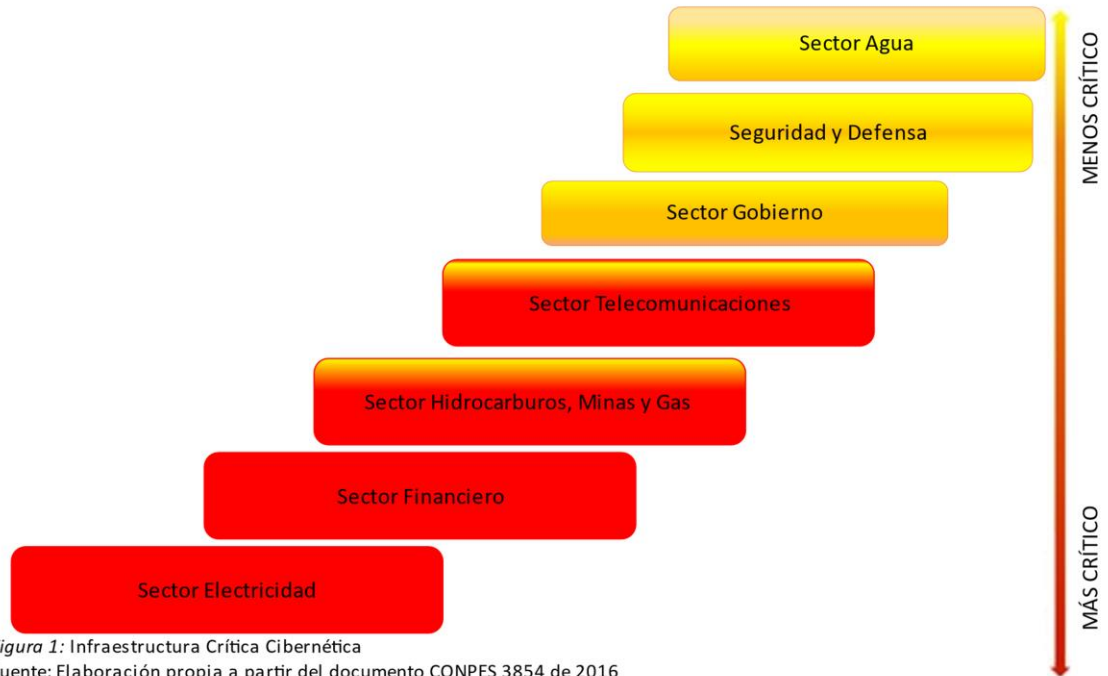 Sector Agua
Seguridad y Defensa
Sector Gobierno
Sector Telecomunicaciones
Sector Hidrocarburos, Minas y Gas
Sector Financiero
Sector Electricidad
MENOS CRÍTICO
MÁS CRÍTICO
igura 1: Infraestructura Crítica Cibernética
uente: Elaboración propia a partir del documento CONPES 3854 de 2016